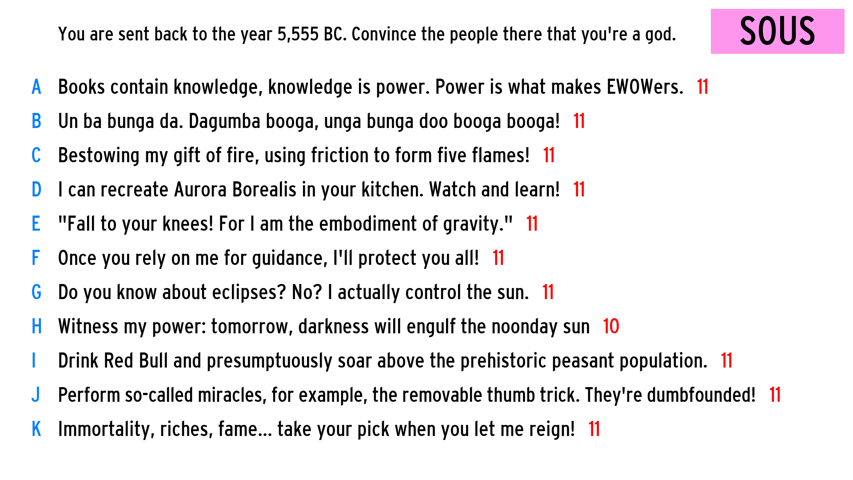 You are sent back to the year 5,555 BC. Convince the people there that you're a god.
SOUS
A Books contain knowledge, knowledge is power. Power is what makes EWOWers. 11
B Un ba bunga da. Dagumba booga, unga bunga doo booga booga! 11
C Bestowing my gift of fire, using friction to form five flames! 11
D I can recreate Aurora Borealis in your kitchen. Watch and learn! 11
E "Fall to your knees! For I am the embodiment of gravity." 11
F Once you rely on me for guidance, I'll protect you all! 11
G Do you know about eclipses? No? I actually control the sun. 11
H Witness my power: tomorrow, darkness will engulf the noonday sun 10
I Drink Red Bull and presumptuously soar above the prehistoric peasant population. 11
J Perform so-called miracles, for example, the removable thumb trick. They're dumbfounded! 11
K Immortality, riches, fame... take your pick when you let me reign! 11